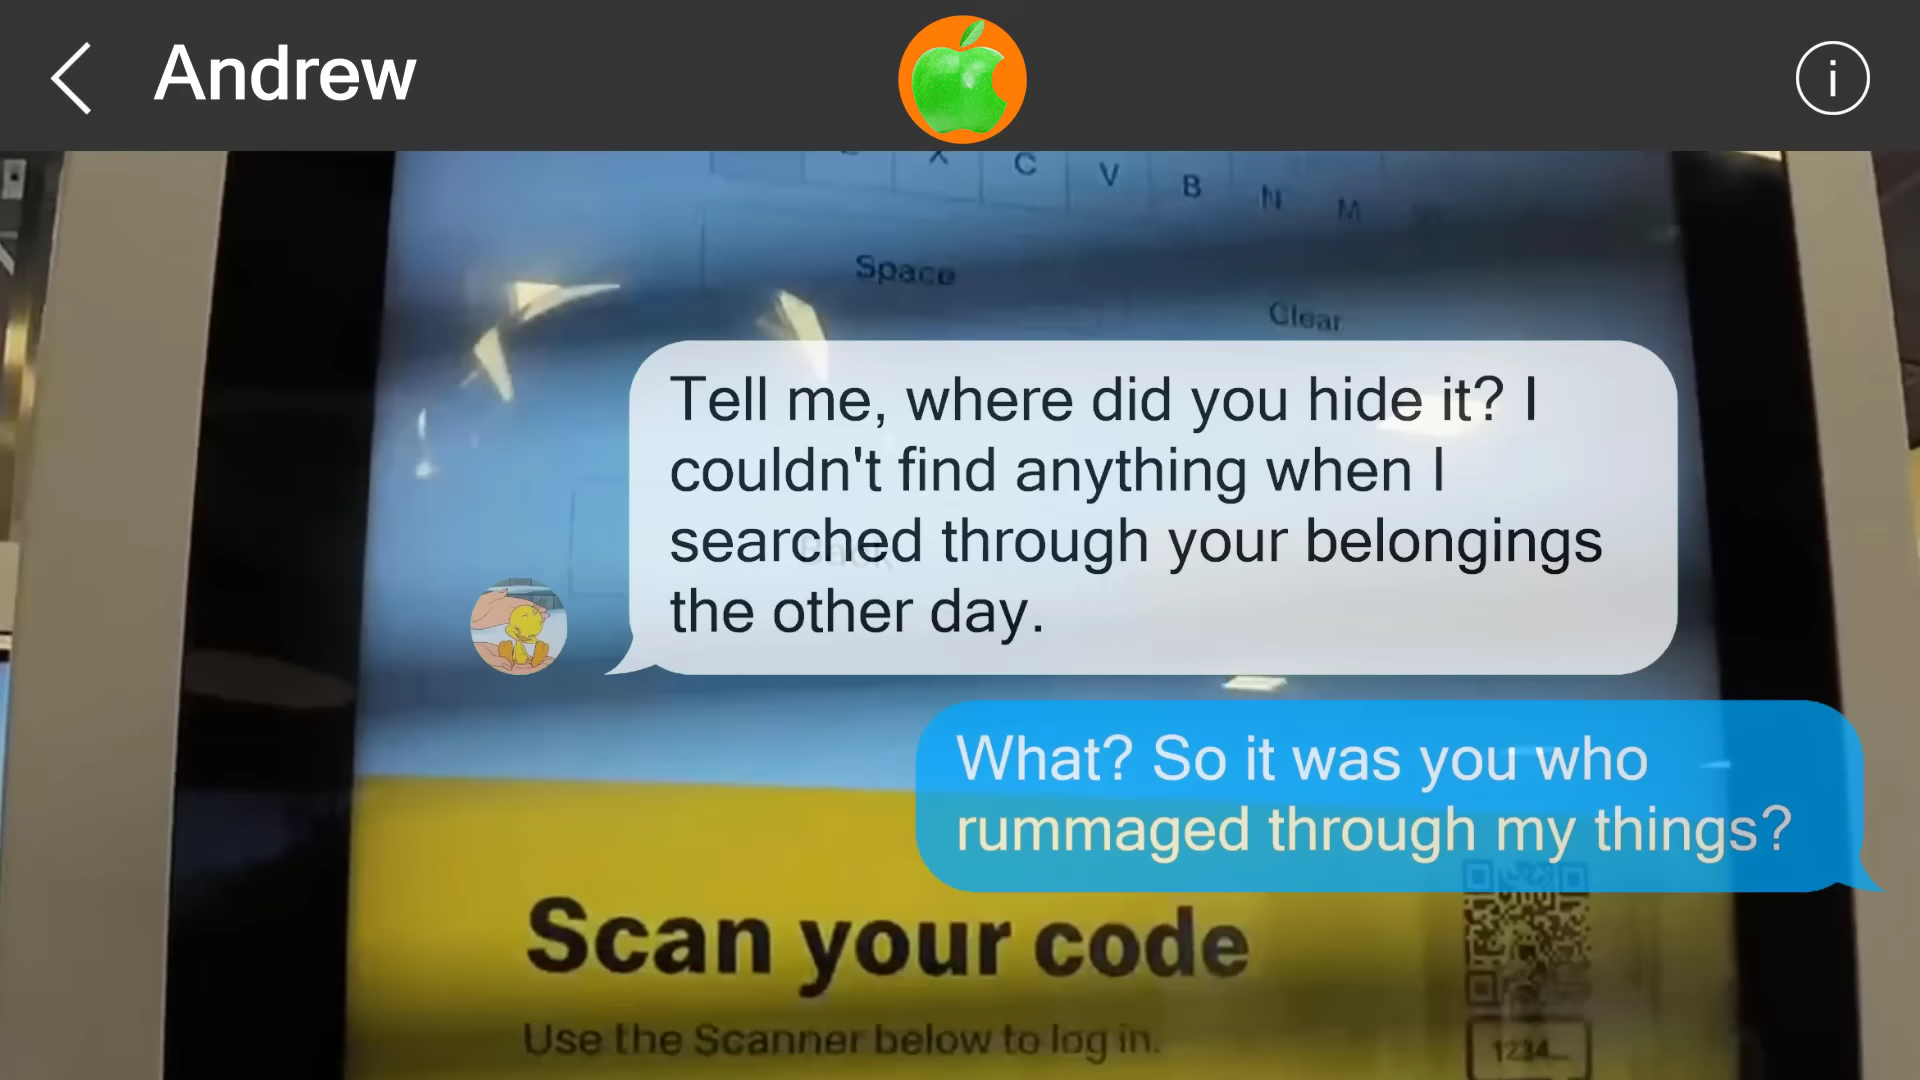 Andrew
i
X C V B N M
Space
Clear
Tell me, where did you hide it? I
couldn't find anything when I
searched through your belongings
the other day.
Back
What? So it was you who
rummaged through my things?
Scan your code
Use the Scanner below to log in.
1234...